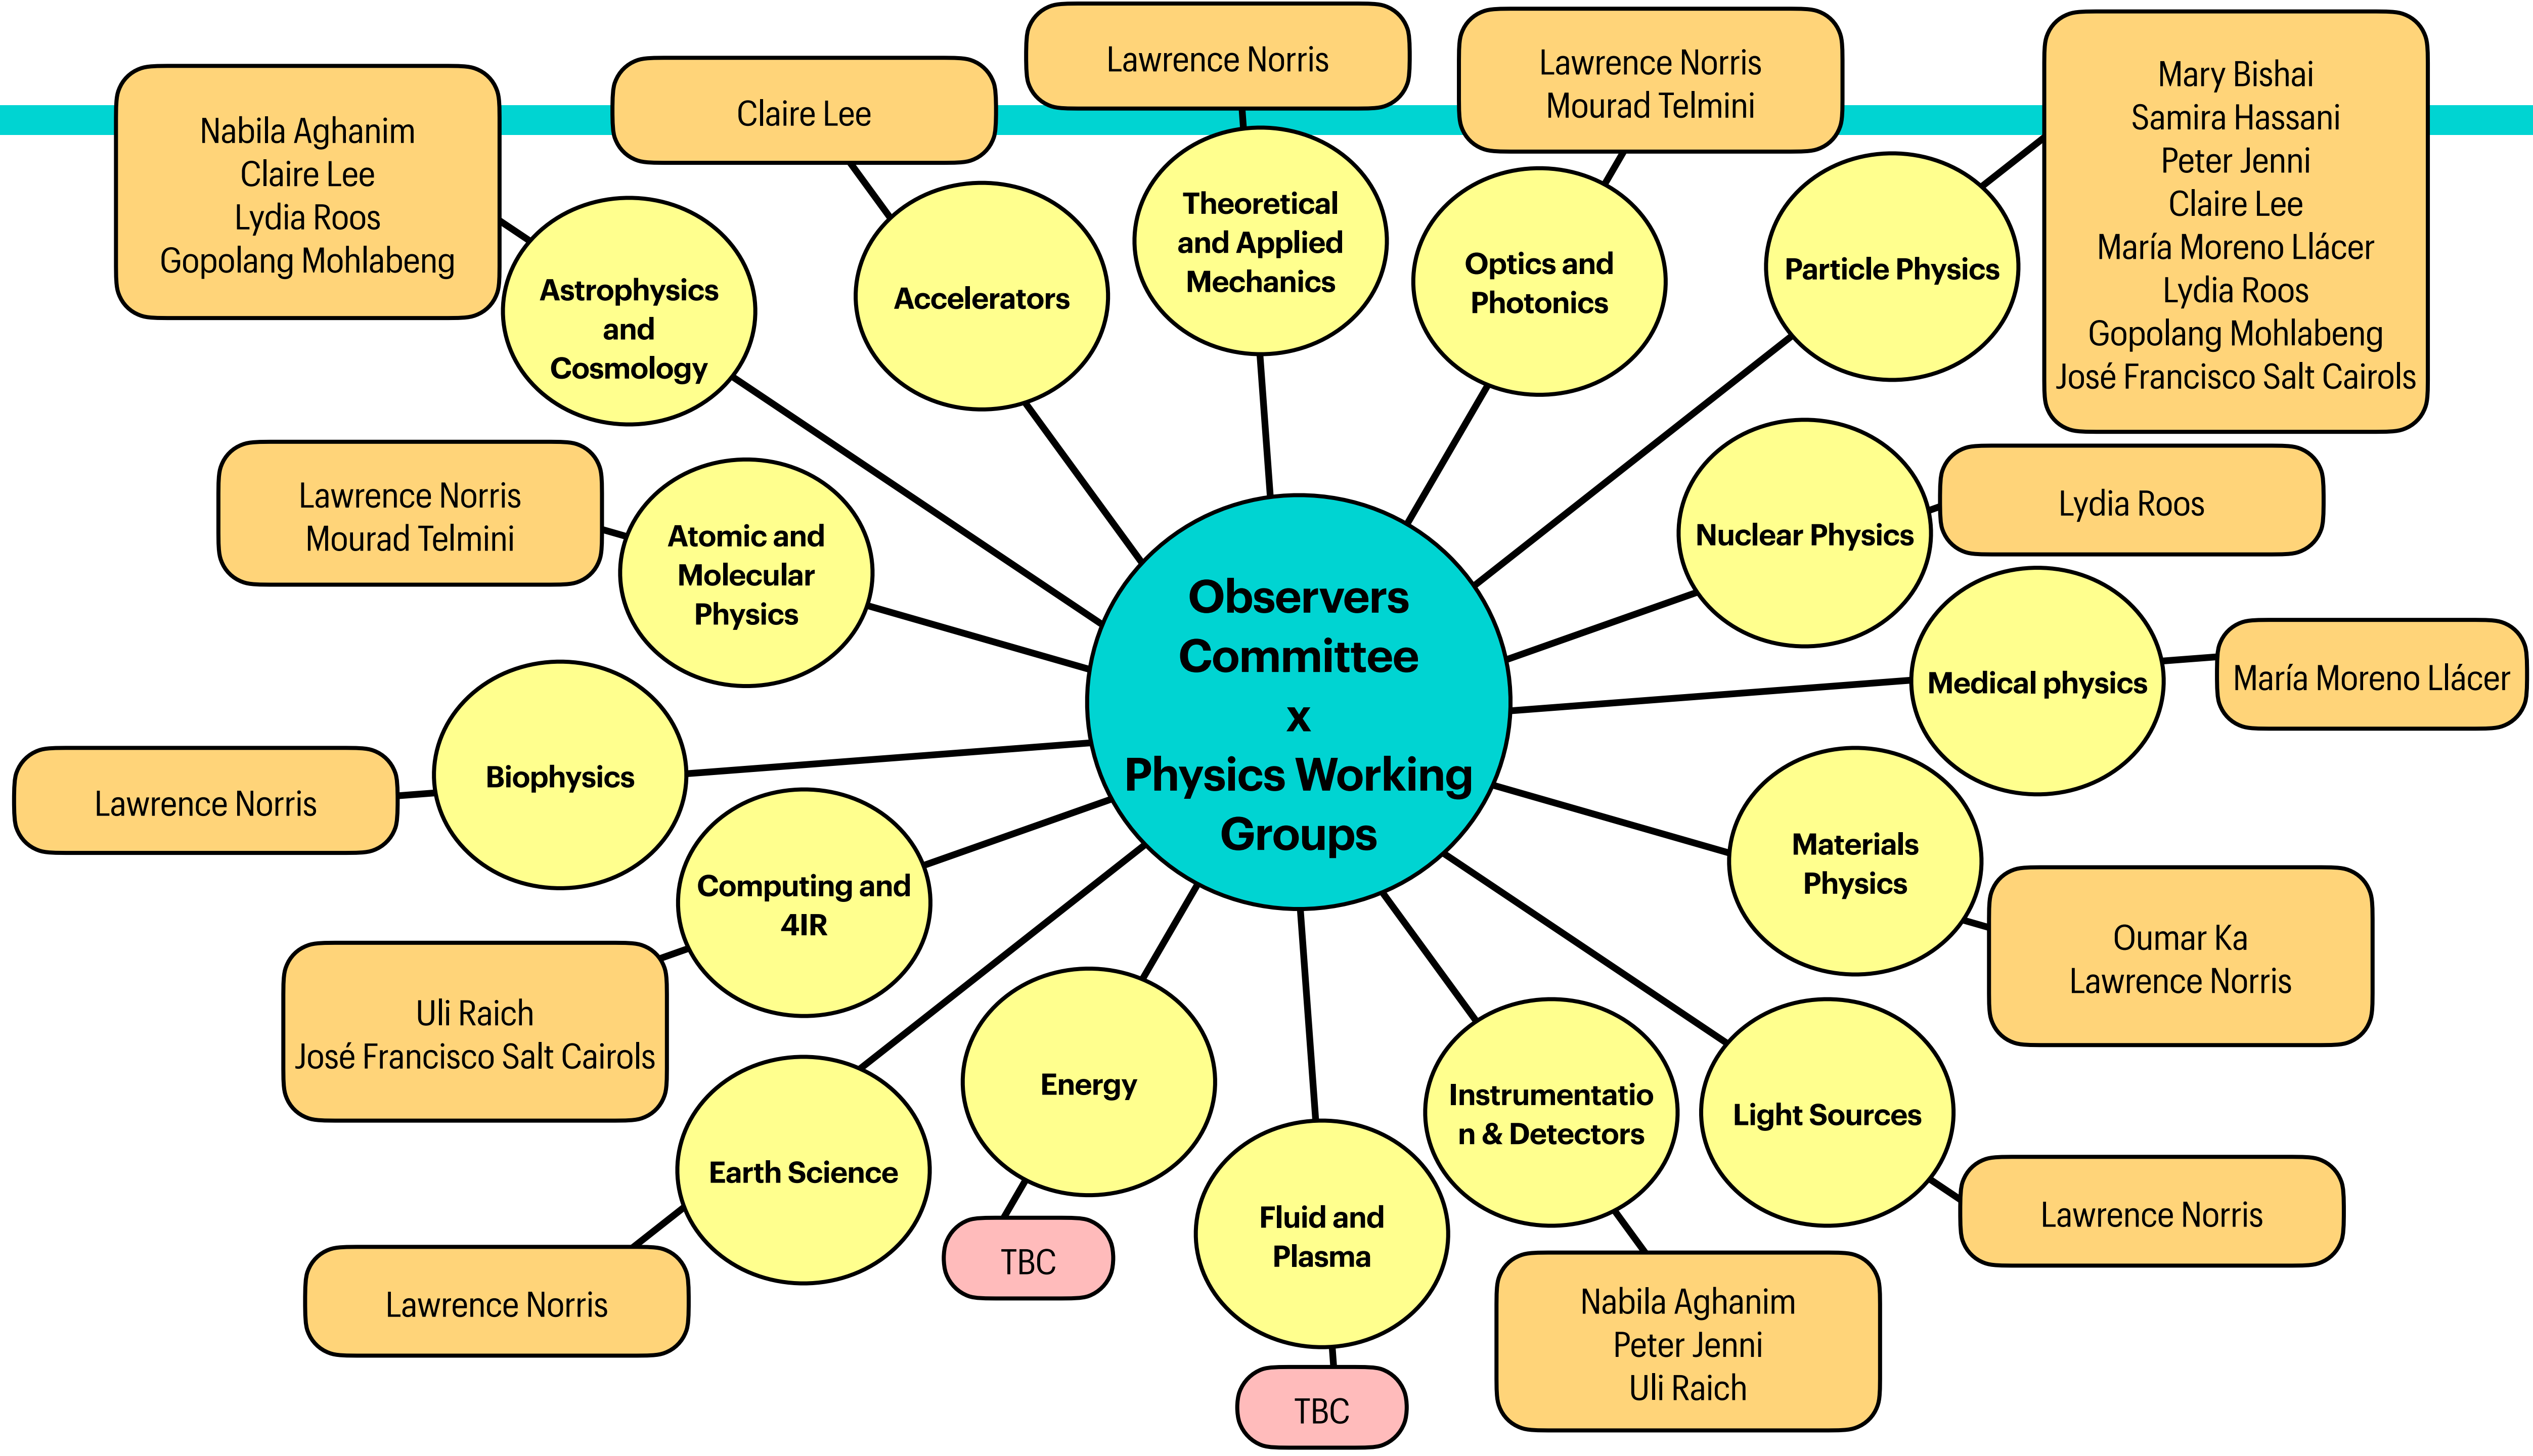 Lawrence Norris
Lawrence Norris
Mourad Telmini
Mary Bishai
Samira Hassani
Peter Jenni
Claire Lee
María Moreno Llácer
Lydia Roos
Gopolang Mohlabeng
José Francisco Salt Cairols
Claire Lee
Nabila Aghanim
Claire Lee
Lydia Roos
Gopolang Mohlabeng
Astrophysics
and
Cosmology
Accelerators
Theoretical
and Applied
Mechanics
Optics and
Photonics
Particle Physics
Lawrence Norris
Mourad Telmini
Atomic and
Molecular
Physics
Nuclear Physics
Lydia Roos
Observers
Committee
x
Physics Working
Groups
Medical physics
María Moreno Llácer
Lawrence Norris
Biophysics
Materials
Physics
Oumar Ka
Lawrence Norris
Computing and
4IR
Uli Raich
José Francisco Salt Cairols
Earth Science
Lawrence Norris
Energy
TBC
Fluid and
Plasma
TBC
Instrumentatio
n & Detectors
Nabila Aghanim
Peter Jenni
Uli Raich
Light Sources
Lawrence Norris